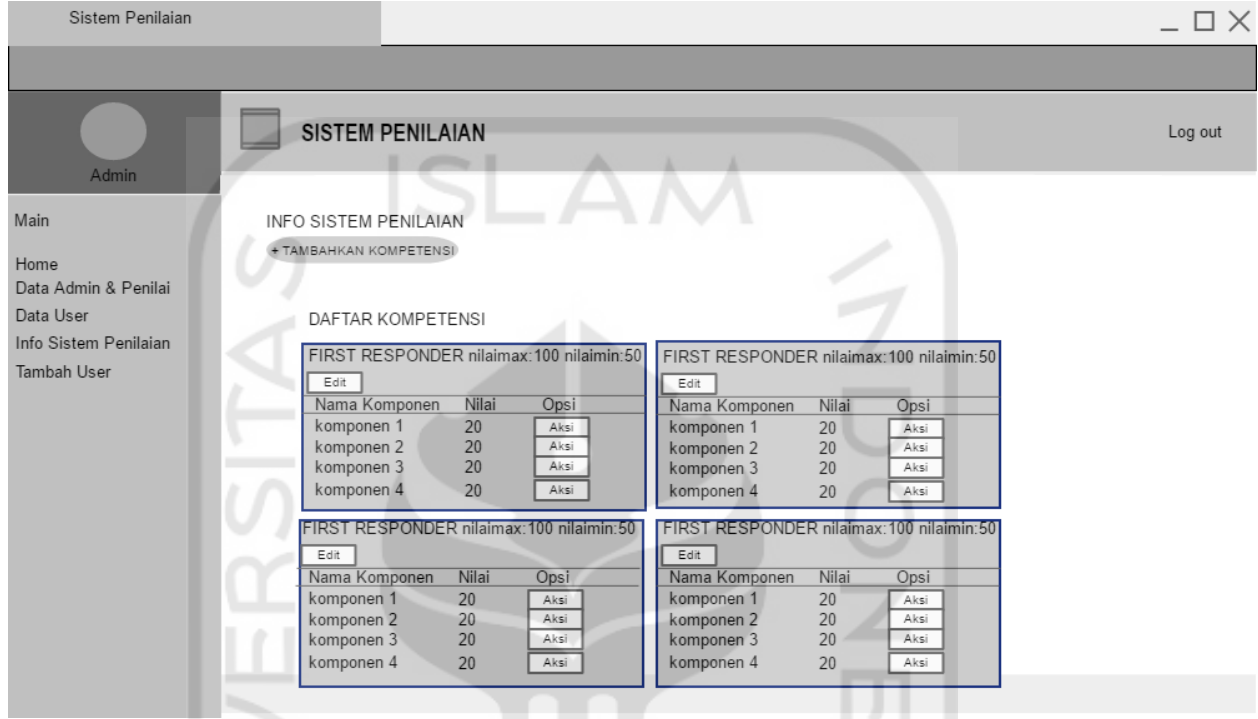 Sistem Penilaian
Admin
SISTEM PENILAIAN
Log out
Main
Home
Data Admin & Penilai
Data User
Info Sistem Penilaian
Tambah User
INFO SISTEM PENILAIAN
+ TAMBAHKAN KOMPETENSI
DAFTAR KOMPETENSI
FIRST RESPONDER nilaimax:100 nilaimin:50
Edit
Nama Komponen Nilai Opsi
komponen 1 20 Aksi
komponen 2 20 Aksi
komponen 3 20 Aksi
komponen 4 20 Aksi
FIRST RESPONDER nilaimax:100 nilaimin:50
Edit
Nama Komponen Nilai Opsi
komponen 1 20 Aksi
komponen 2 20 Aksi
komponen 3 20 Aksi
komponen 4 20 Aksi
FIRST RESPONDER nilaimax:100 nilaimin:50
Edit
Nama Komponen Nilai Opsi
komponen 1 20 Aksi
komponen 2 20 Aksi
komponen 3 20 Aksi
komponen 4 20 Aksi
FIRST RESPONDER nilaimax:100 nilaimin:50
Edit
Nama Komponen Nilai Opsi
komponen 1 20 Aksi
komponen 2 20 Aksi
komponen 3 20 Aksi
komponen 4 20 Aksi
ISLAM
VERSITAS
INDONE